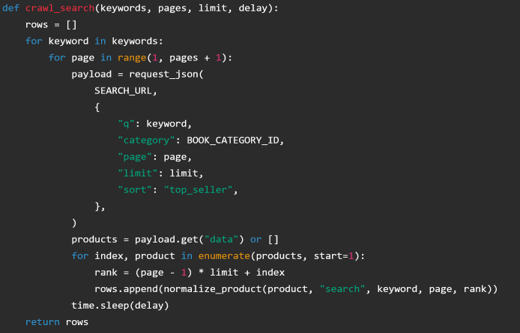 def crawl_search(keywords, pages, limit, delay):
    rows = []
    for keyword in keywords:
        for page in range(1, pages + 1):
            payload = request_json(
                SEARCH_URL,
                {
                    "q": keyword,
                    "category": BOOK_CATEGORY_ID,
                    "page": page,
                    "limit": limit,
                    "sort": "top_seller",
                },
            )
            products = payload.get("data") or []
            for index, product in enumerate(products, start=1):
                rank = (page - 1) * limit + index
                rows.append(normalize_product(product, "search", keyword, page, rank))
            time.sleep(delay)
    return rows